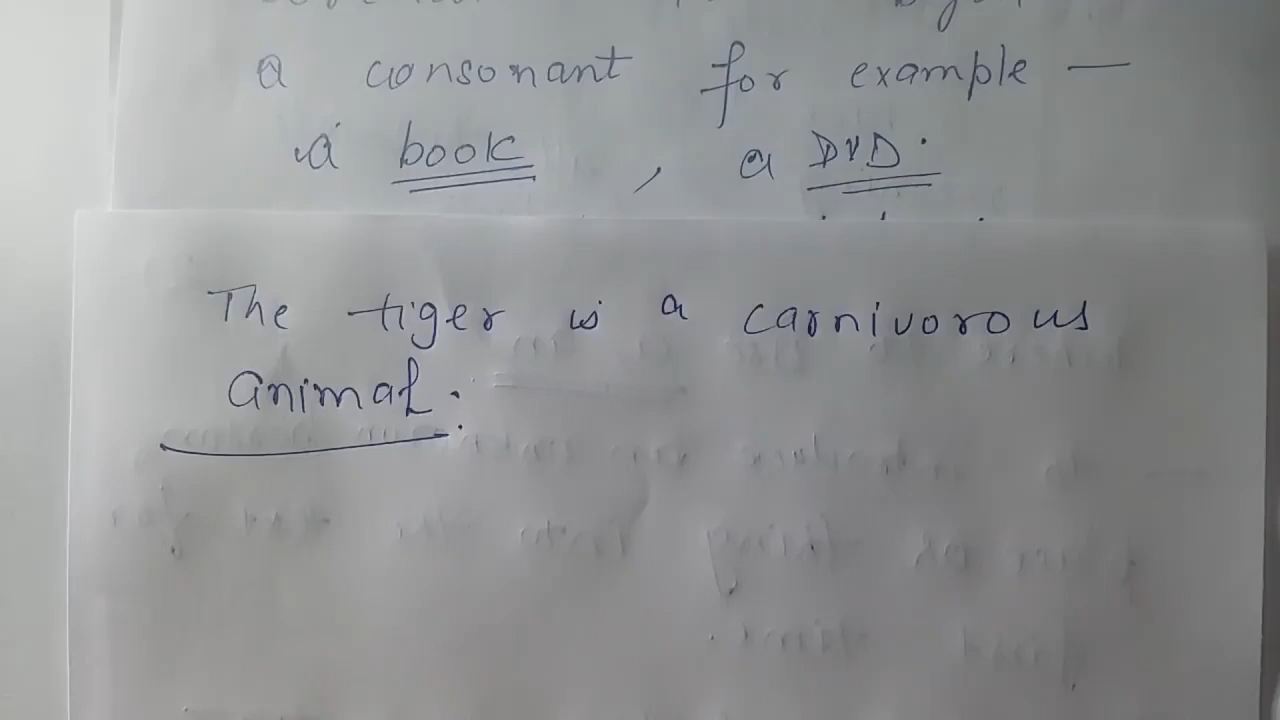 a consonant for example —
a book , a DVD.
The tiger is a carnivorous
animal.